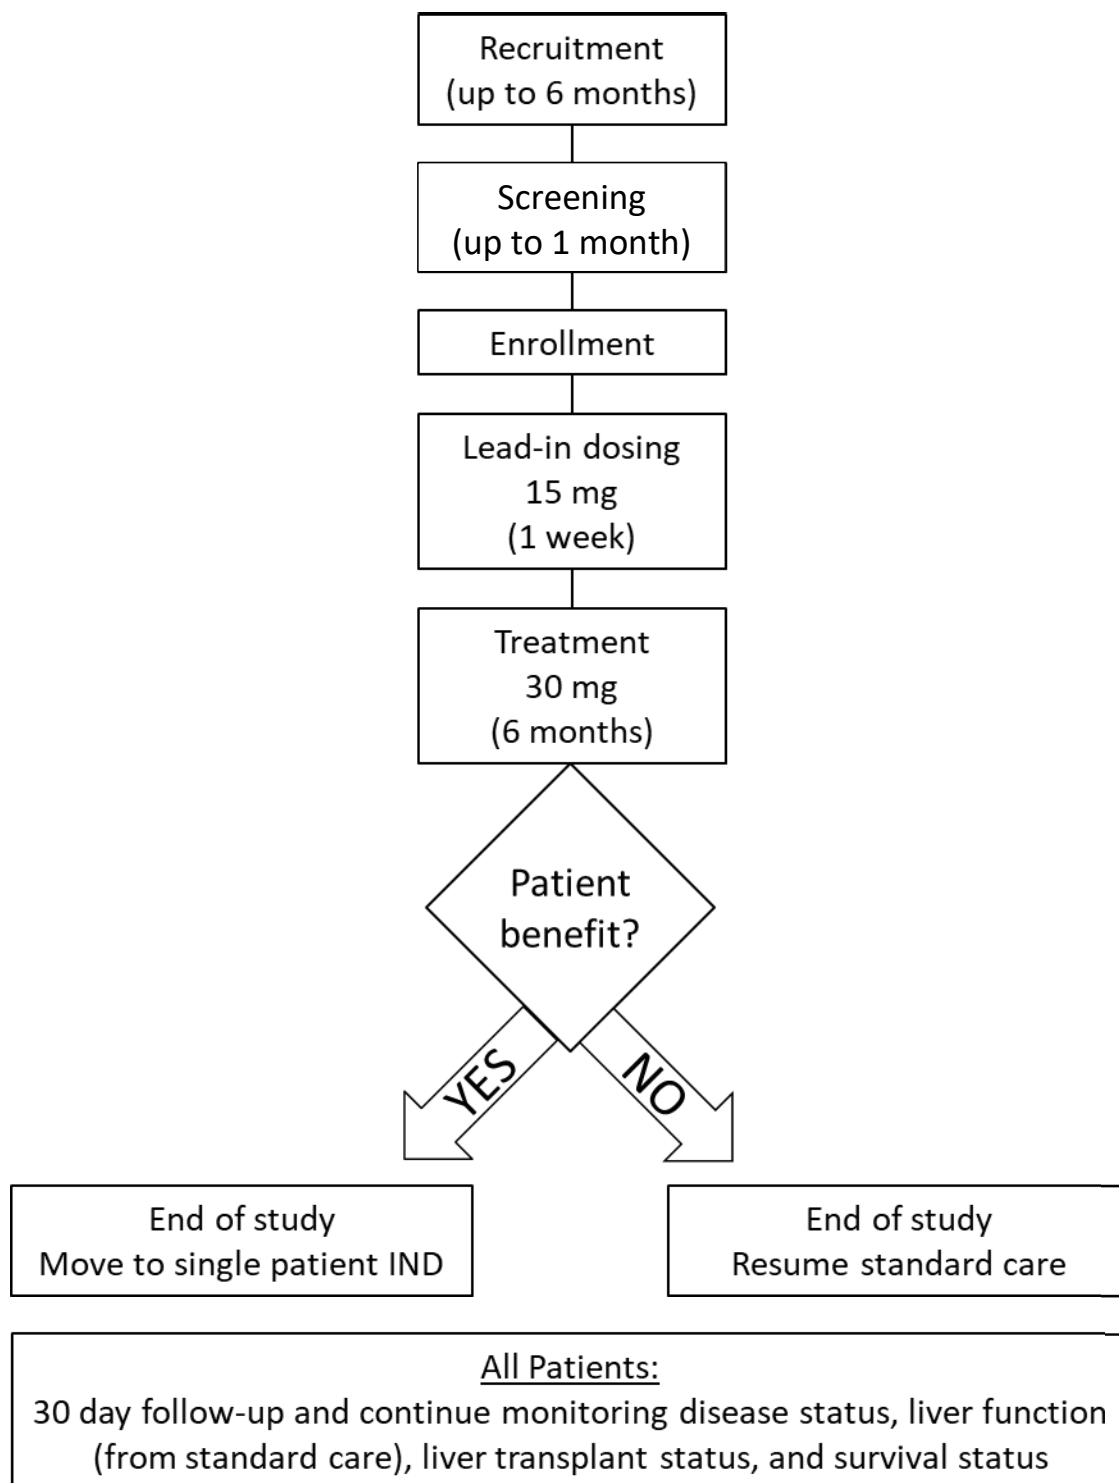 Recruitment
(up to 6 months)
Screening
(up to 1 month)
Enrollment
Lead-in dosing
15 mg
(1 week)
Treatment
30 mg
(6 months)
Patient
benefit?
YES
NO
End of study
Move to single patient IND
End of study
Resume standard care
All Patients:
30 day follow-up and continue monitoring disease status, liver function
(from standard care), liver transplant status, and survival status